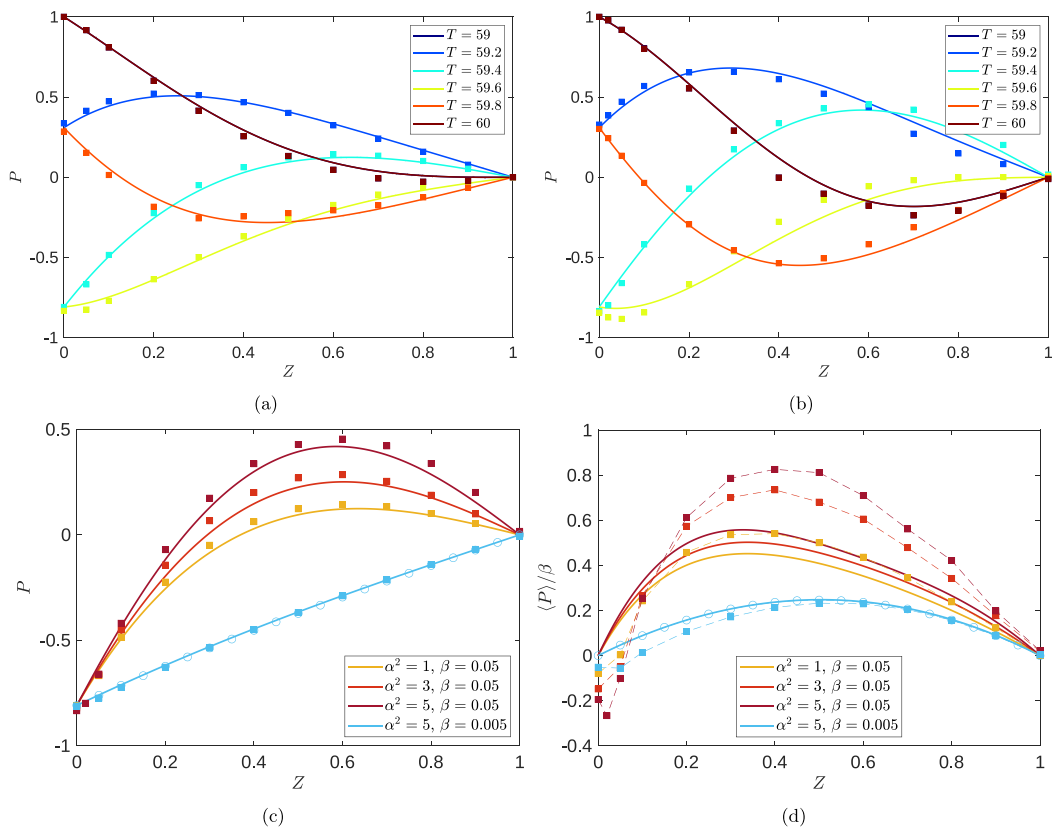 1
0.5
0
-0.5
-1
P
0
0.2
0.4
0.6
0.8
1
Z
T = 59
T = 59.2
T = 59.4
T = 59.6
T = 59.8
T = 60
(a)
1
0.5
0
-0.5
-1
P
0
0.2
0.4
0.6
0.8
1
Z
T = 59
T = 59.2
T = 59.4
T = 59.6
T = 59.8
T = 60
(b)
0.5
0
-0.5
-1
P
0
0.2
0.4
0.6
0.8
1
Z
α² = 1, β = 0.05
α² = 3, β = 0.05
α² = 5, β = 0.05
α² = 5, β = 0.005
(c)
1
0.8
0.6
0.4
0.2
0
-0.2
-0.4
⟨P⟩/β
0
0.2
0.4
0.6
0.8
1
Z
α² = 1, β = 0.05
α² = 3, β = 0.05
α² = 5, β = 0.05
α² = 5, β = 0.005
(d)